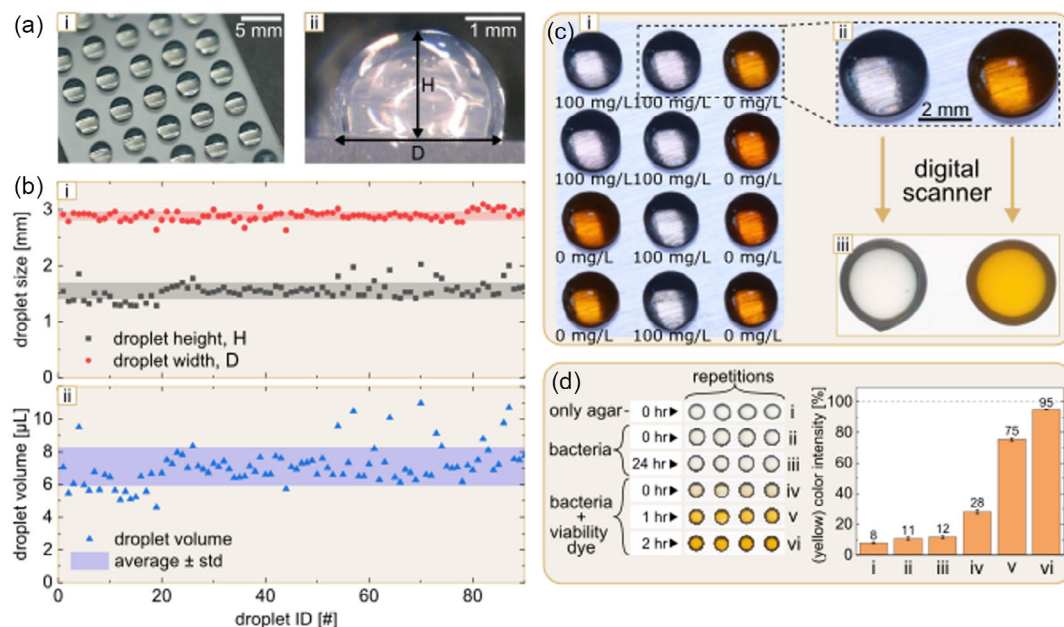 (a)
i
5 mm
ii
1 mm
H
D
(b)
i
droplet size [mm]
3
2
1
0
droplet height, H
droplet width, D
ii
droplet volume [µL]
10
8
6
4
2
0
droplet volume
average ± std
0 20 40 60 80
droplet ID [#]
(c)
i
100 mg/L 100 mg/L 0 mg/L
100 mg/L 100 mg/L 0 mg/L
0 mg/L 100 mg/L 0 mg/L
0 mg/L 100 mg/L 0 mg/L
ii
2 mm
digital
scanner
iii
(d)
repetitions
only agar 0 hr i
bacteria 0 hr ii
24 hr iii
bacteria
+
viability
dye
0 hr iv
1 hr v
2 hr vi
(yellow) color intensity [%]
100
80
60
40
20
0
8 11 12 28 75 95
i ii iii iv v vi